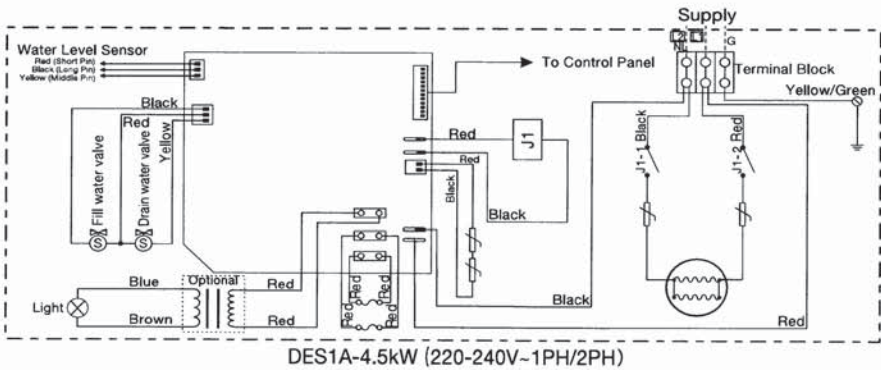 Supply
L2 L1
N L G
Water Level Sensor
Red (Short Pin)
Black (Long Pin)
Yellow (Middle Pin)
To Control Panel
Terminal Block
Yellow/Green
Black
Red
Yellow
Fill water valve
Drain water valve
Red
J1
Red
Black
Black
J1-1 Black
J1-2 Red
Optional
Blue
Light
Brown
Red
Red
Red
Red
Red
Red
Black
Red
DES1A-4.5kW (220-240V~1PH/2PH)